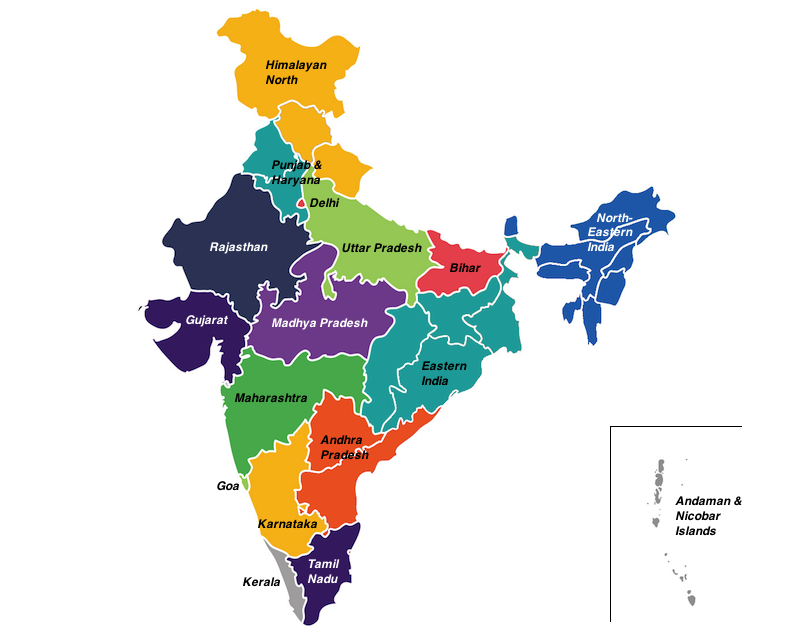 Himalayan
North
Punjab &
Haryana
Delhi
North-
Eastern
India
Rajasthan
Uttar Pradesh
Bihar
Gujarat
Madhya Pradesh
Eastern
India
Maharashtra
Andhra
Pradesh
Goa
Karnataka
Andaman &
Nicobar
Islands
Tamil
Nadu
Kerala